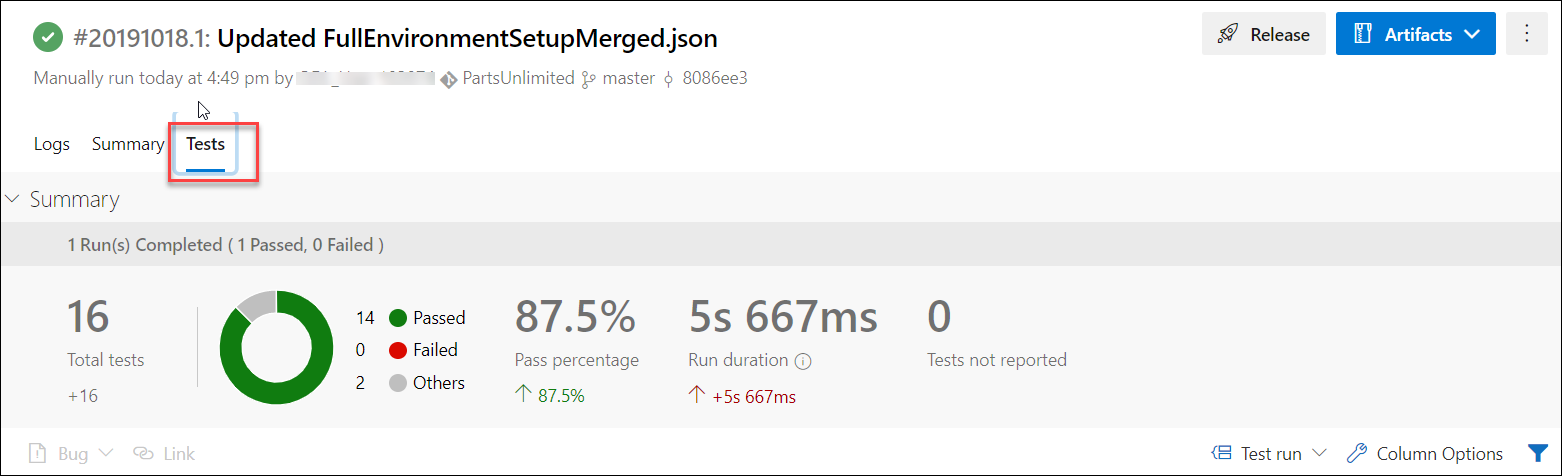 #20191018.1: Updated FullEnvironmentSetupMerged.json
Release
Artifacts
Manually run today at 4:49 pm by PartsUnlimited master 8086ee3
Logs Summary Tests
Summary
1 Run(s) Completed ( 1 Passed, 0 Failed )
16
Total tests
+16
14 Passed
0 Failed
2 Others
87.5%
Pass percentage
87.5%
5s 667ms
Run duration
+5s 667ms
0
Tests not reported
Bug Link
Test run Column Options